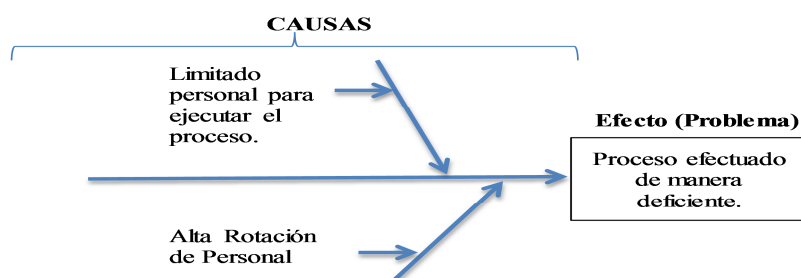 CAUSAS
Limitado
personal para
ejecutar el
proceso.
Efecto (Problema)
Proceso efectuado
de manera
deficiente.
Alta Rotación
de Personal